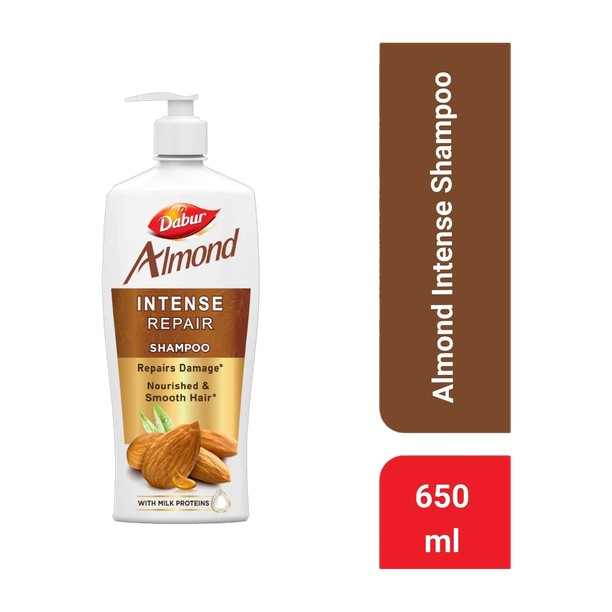 Dabur
Almond
INTENSE
REPAIR
SHAMPOO
Repairs Damage*
Nourished &
Smooth Hair*
WITH MILK PROTEINS
Almond Intense Shampoo
650
ml